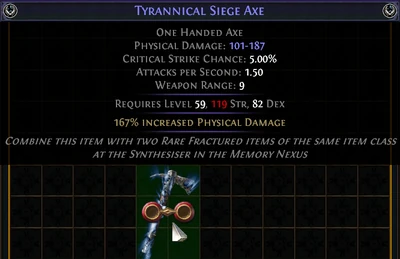 Tyrannical Siege Axe
One Handed Axe
Physical Damage: 101-187
Critical Strike Chance: 5.00%
Attacks per Second: 1.50
Weapon Range: 9
Requires Level 59, 119 Str, 82 Dex
167% increased Physical Damage
Combine this item with two Rare Fractured items of the same item class
at the Synthesiser in the Memory Nexus